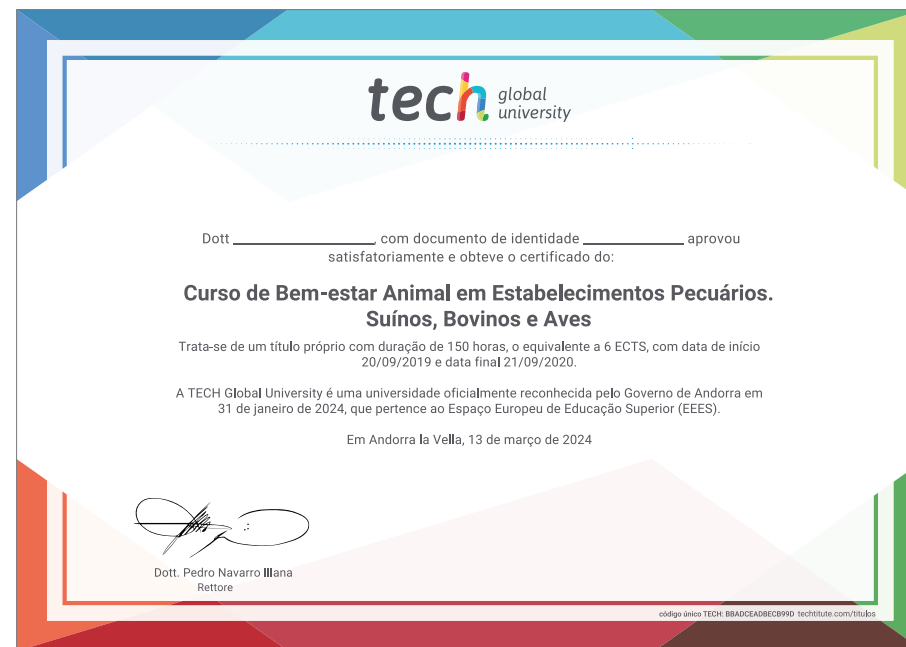 tech global university
Dott ____________________, com documento de identidade ______________ aprovou
satisfatoriamente e obteve o certificado do:
Curso de Bem-estar Animal em Estabelecimentos Pecuários.
Suínos, Bovinos e Aves
Trata-se de um título próprio com duração de 150 horas, o equivalente a 6 ECTS, com data de início
20/09/2019 e data final 21/09/2020.
A TECH Global University é uma universidade oficialmente reconhecida pelo Governo de Andorra em
31 de janeiro de 2024, que pertence ao Espaço Europeu de Educação Superior (EEES).
Em Andorra la Vella, 13 de março de 2024
Dott. Pedro Navarro Illana
Rettore
código único TECH: BBADCEADBECB99D techtitute.com/titulos